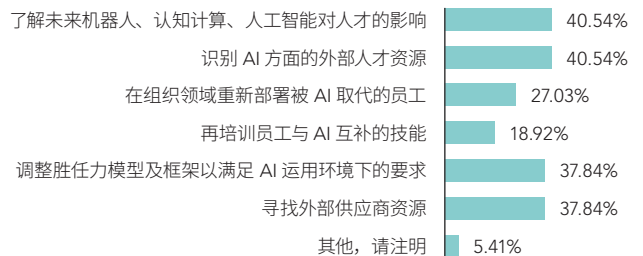 了解未来机器人、认知计算、人工智能对人才的影响 40.54%
识别 AI 方面的外部人才资源 40.54%
在组织领域重新部署被 AI 取代的员工 27.03%
再培训员工与 AI 互补的技能 18.92%
调整胜任力模型及框架以满足 AI 运用环境下的要求 37.84%
寻找外部供应商资源 37.84%
其他，请注明 5.41%